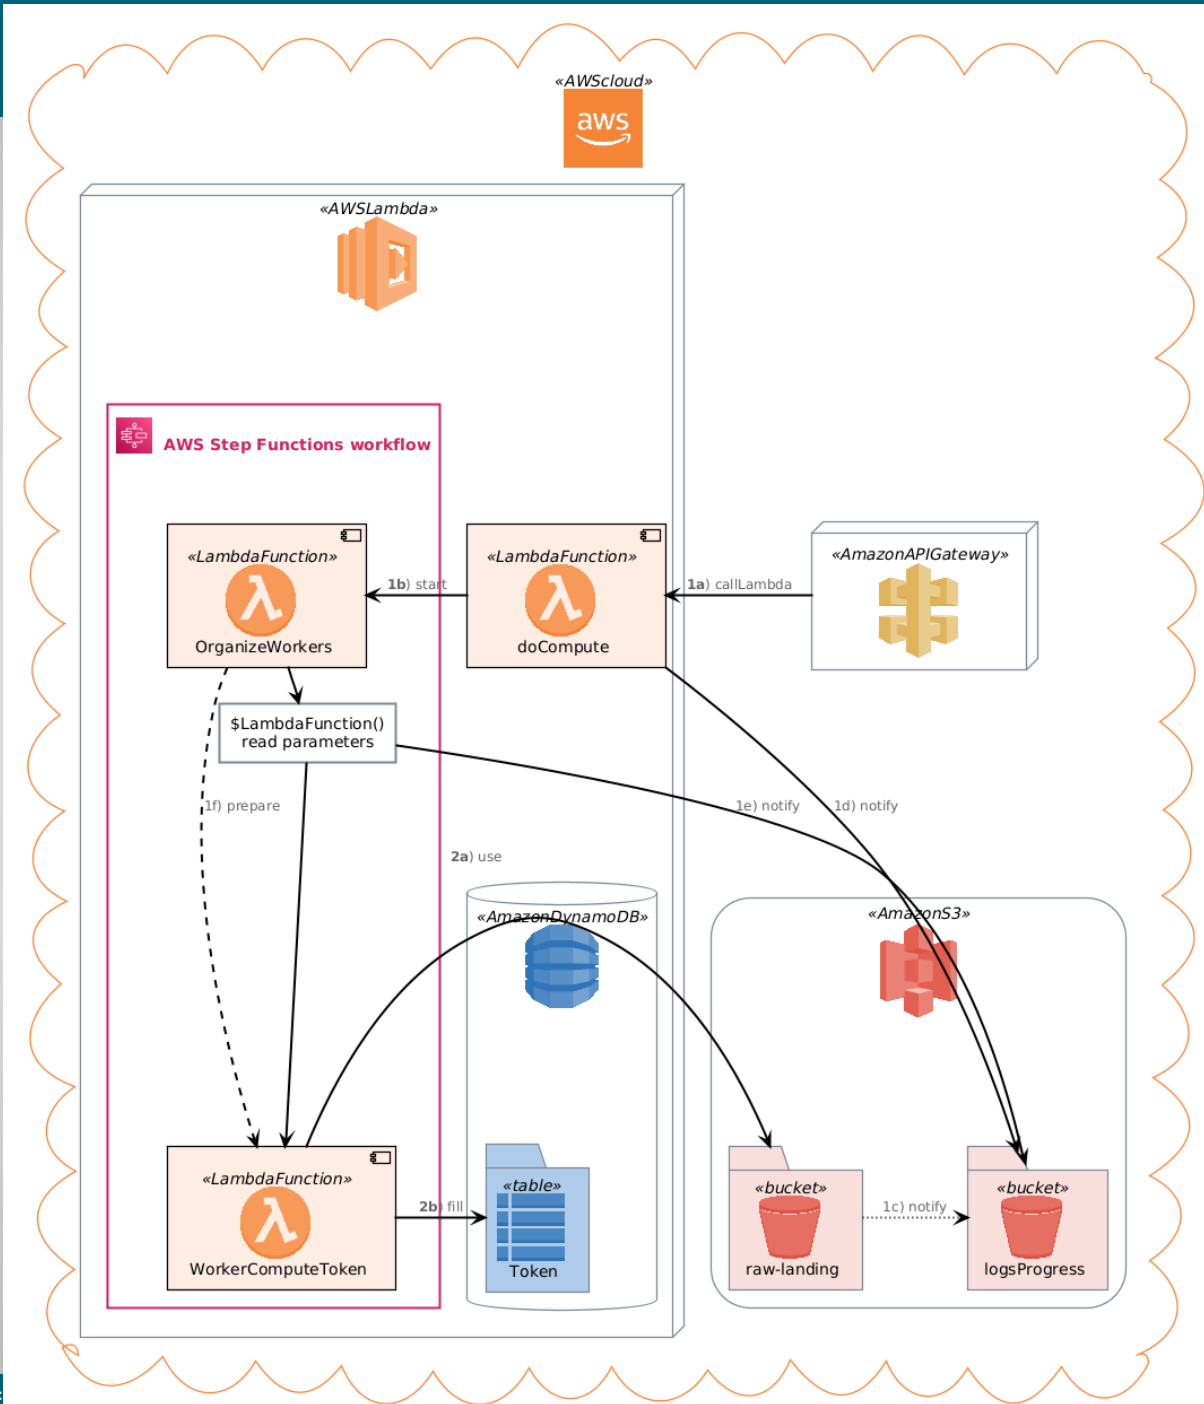 «AWScloud»
aws
«AWSLambda»
AWS Step Functions workflow
«LambdaFunction»
OrganizeWorkers
1b) start
«LambdaFunction»
doCompute
1a) callLambda
«AmazonAPIGateway»
$LambdaFunction()
read parameters
1f) prepare
1e) notify
1d) notify
2a) use
«AmazonDynamoDB»
«AmazonS3»
«LambdaFunction»
WorkerComputeToken
2b) fill
«table»
Token
«bucket»
raw-landing
1c) notify
«bucket»
logsProgress